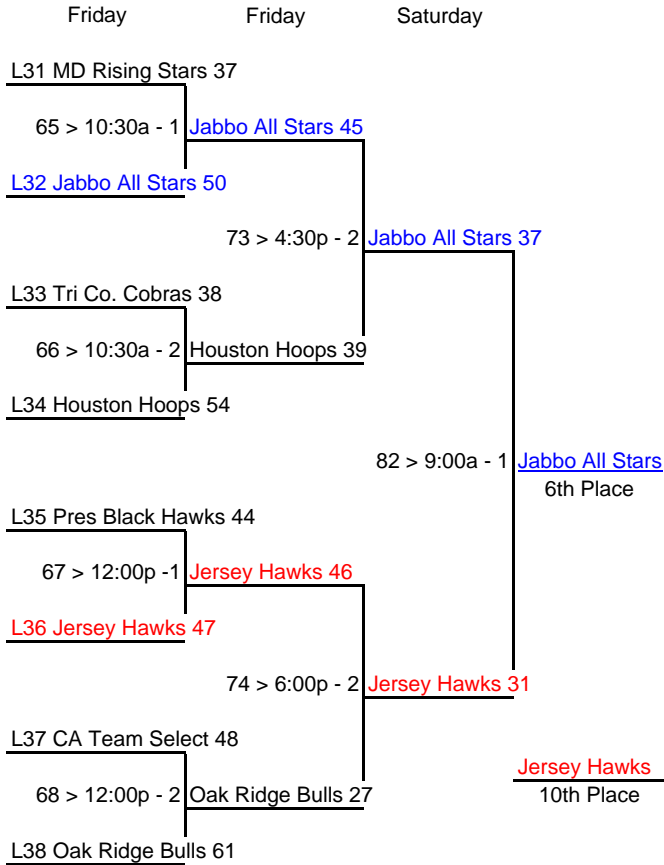 Friday Friday Saturday
L31 MD Rising Stars 37
65 > 10:30a - 1 Jabbo All Stars 45
L32 Jabbo All Stars 50
73 > 4:30p - 2 Jabbo All Stars 37
L33 Tri Co. Cobras 38
66 > 10:30a - 2 Houston Hoops 39
L34 Houston Hoops 54
82 > 9:00a - 1 Jabbo All Stars
6th Place
L35 Pres Black Hawks 44
67 > 12:00p -1 Jersey Hawks 46
L36 Jersey Hawks 47
74 > 6:00p - 2 Jersey Hawks 31
L37 CA Team Select 48
Jersey Hawks
68 > 12:00p - 2 Oak Ridge Bulls 27
10th Place
L38 Oak Ridge Bulls 61